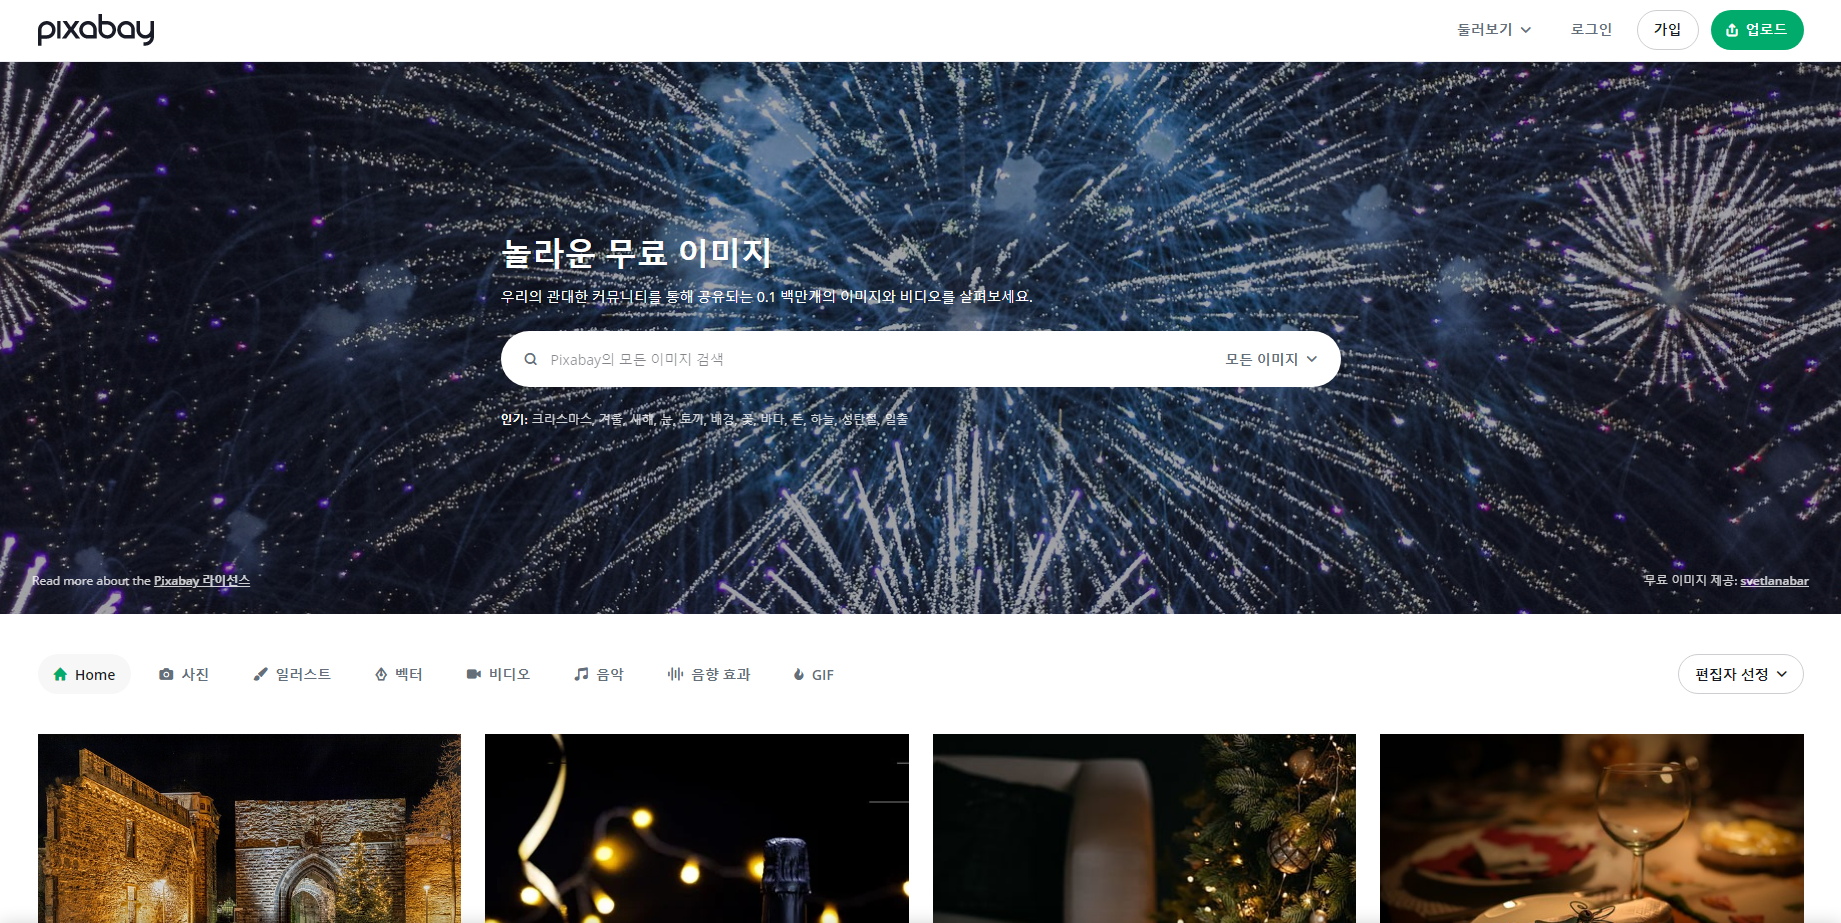 pixabay
둘러보기
로그인
가입
업로드
놀라운 무료 이미지
우리의 관대한 커뮤니티를 통해 공유되는 0.1 백만개의 이미지와 비디오를 살펴보세요.
Pixabay의 모든 이미지 검색
모든 이미지
인기: 크리스마스, 겨울, 새해, 눈, 토끼, 배경, 꽃, 바다, 돈, 하늘, 성탄절, 일출
Read more about the Pixabay 라이선스
무료 이미지 제공: svetlanabar
Home
사진
일러스트
벡터
비디오
음악
음향 효과
GIF
편집자 선정